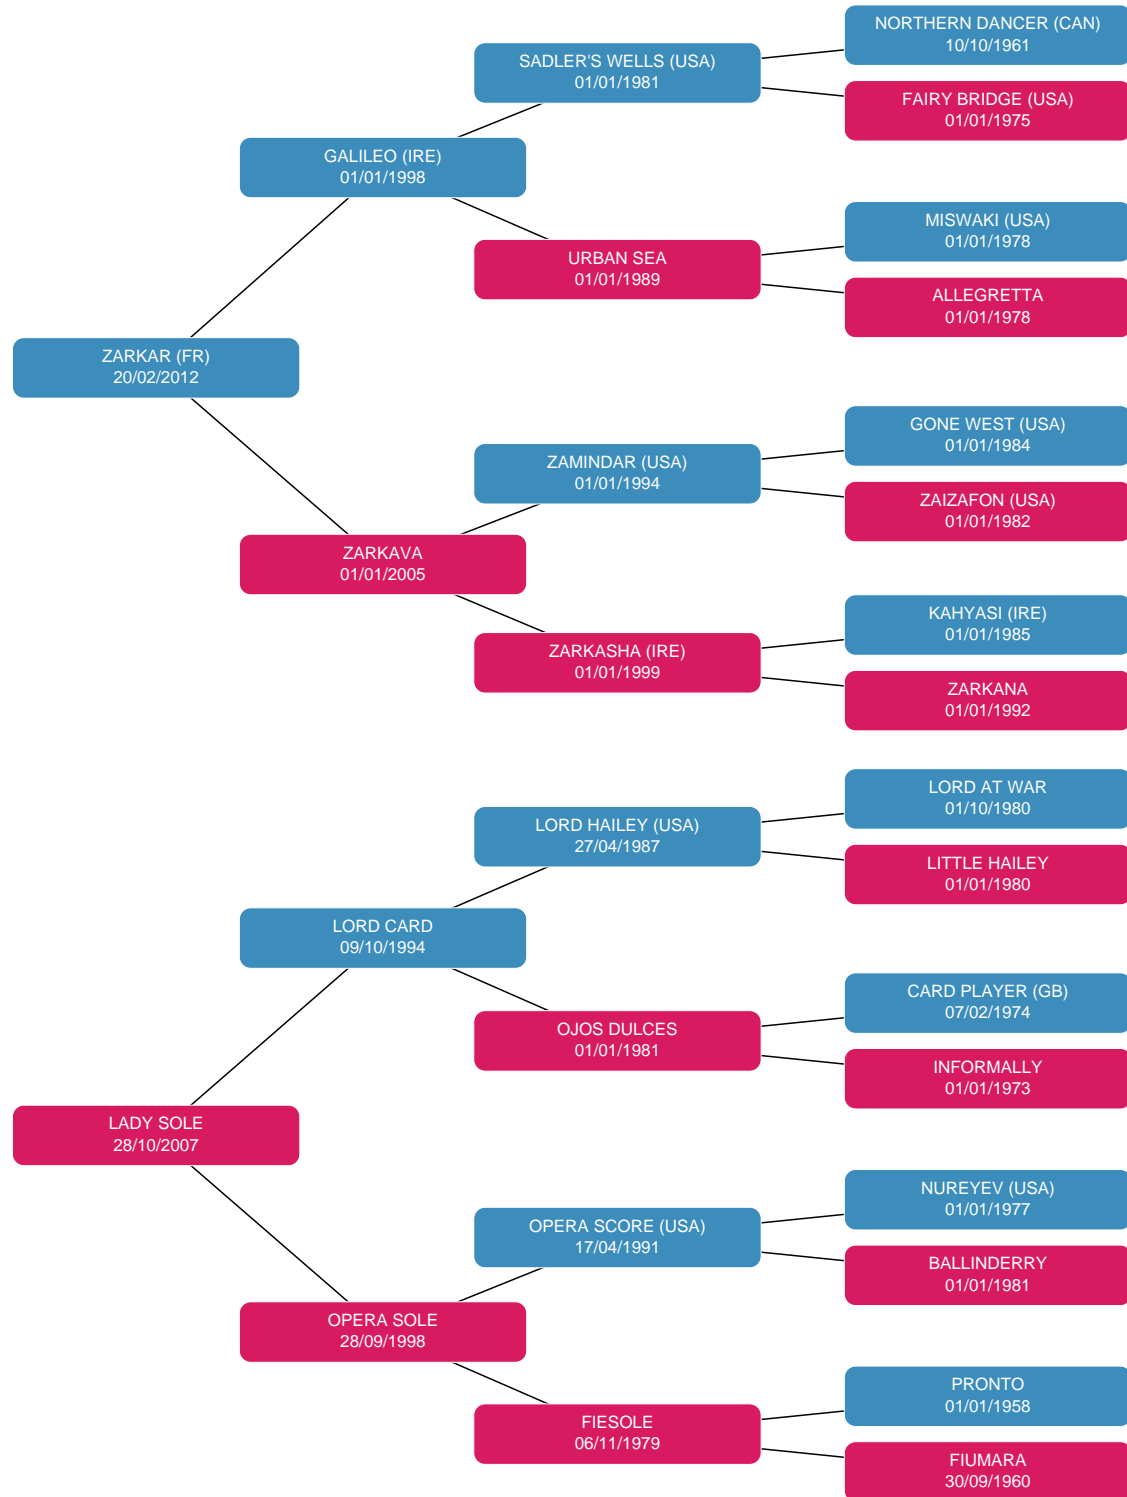 NORTHERN DANCER (CAN)
10/10/1961
SADLER'S WELLS (USA)
01/01/1981
FAIRY BRIDGE (USA)
01/01/1975
GALILEO (IRE)
01/01/1998
MISWAKI (USA)
01/01/1978
URBAN SEA
01/01/1989
ALLEGRETTA
01/01/1978
ZARKAR (FR)
20/02/2012
GONE WEST (USA)
01/01/1984
ZAMINDAR (USA)
01/01/1994
ZAIZAFON (USA)
01/01/1982
ZARKAVA
01/01/2005
KAHYASI (IRE)
01/01/1985
ZARKASHA (IRE)
01/01/1999
ZARKANA
01/01/1992
LORD AT WAR
01/10/1980
LORD HAILEY (USA)
27/04/1987
LITTLE HAILEY
01/01/1980
LORD CARD
09/10/1994
CARD PLAYER (GB)
07/02/1974
OJOS DULCES
01/01/1981
INFORMALLY
01/01/1973
LADY SOLE
28/10/2007
NUREYEV (USA)
01/01/1977
OPERA SCORE (USA)
17/04/1991
BALLINDERRY
01/01/1981
OPERA SOLE
28/09/1998
PRONTO
01/01/1958
FIESOLE
06/11/1979
FIUMARA
30/09/1960